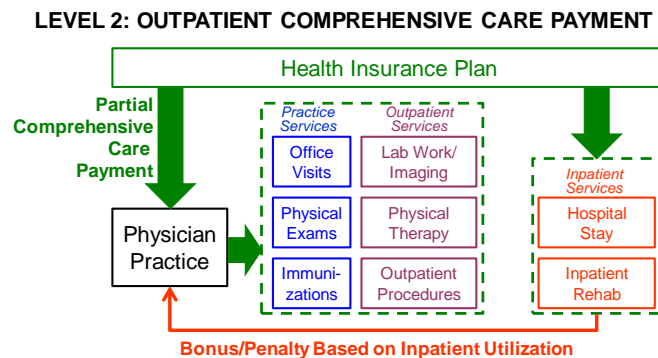 LEVEL 2: OUTPATIENT COMPREHENSIVE CARE PAYMENT
Health Insurance Plan
Partial
Comprehensive
Care
Payment
Practice
Services
Outpatient
Services
Office
Visits
Lab Work/
Imaging
Inpatient
Services
Physician
Practice
Physical
Exams
Physical
Therapy
Hospital
Stay
Immuni-
zations
Outpatient
Procedures
Inpatient
Rehab
Bonus/Penalty Based on Inpatient Utilization